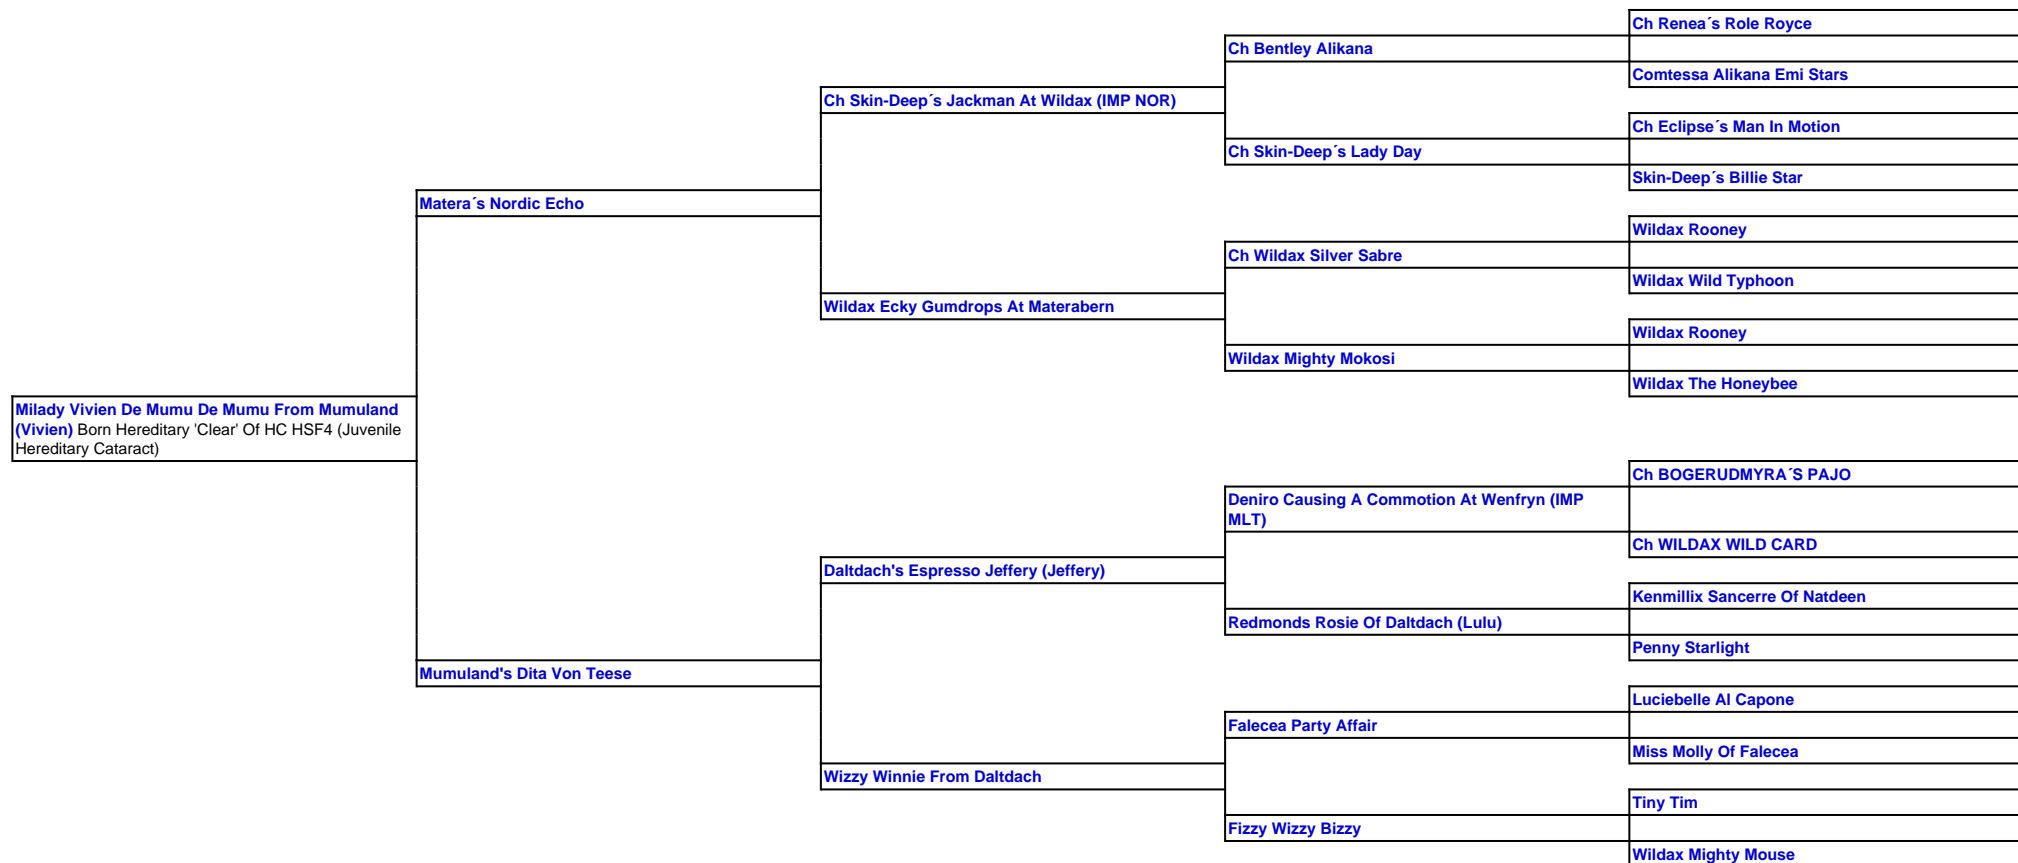 Ch Renea´s Role Royce
Ch Bentley Alikana
Comtessa Alikana Emi Stars
Ch Skin-Deep´s Jackman At Wildax (IMP NOR)
Ch Eclipse´s Man In Motion
Ch Skin-Deep´s Lady Day
Skin-Deep´s Billie Star
Matera´s Nordic Echo
Wildax Rooney
Ch Wildax Silver Sabre
Wildax Wild Typhoon
Wildax Ecky Gumdrops At Materabern
Wildax Rooney
Wildax Mighty Mokosi
Wildax The Honeybee
Milady Vivien De Mumu De Mumu From Mumuland
(Vivien) Born Hereditary 'Clear' Of HC HSF4 (Juvenile
Hereditary Cataract)
Ch BOGERUDMYRA´S PAJO
Deniro Causing A Commotion At Wenfryn (IMP
MLT)
Ch WILDAX WILD CARD
Daltdach's Espresso Jeffery (Jeffery)
Kenmillix Sancerre Of Natdeen
Redmonds Rosie Of Daltdach (Lulu)
Penny Starlight
Mumuland's Dita Von Teese
Luciebelle Al Capone
Falecea Party Affair
Miss Molly Of Falecea
Wizzy Winnie From Daltdach
Tiny Tim
Fizzy Wizzy Bizzy
Wildax Mighty Mouse